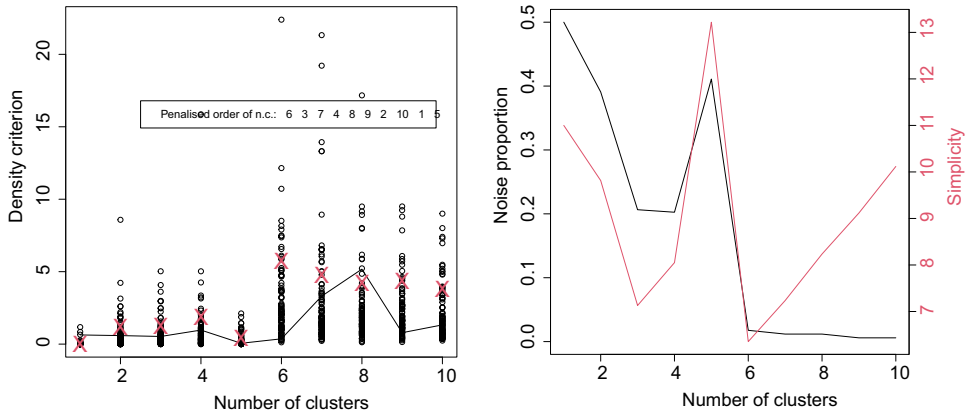 Density criterion
20
15
10
5
0
Penalised order of n.c.: 6 3 7 4 8 9 2 10 1 5
2 4 6 8 10
Number of clusters
Noise proportion
0.5
0.4
0.3
0.2
0.1
0.0
2 4 6 8 10
Number of clusters
13
12
11
10
9
8
7
Simplicity